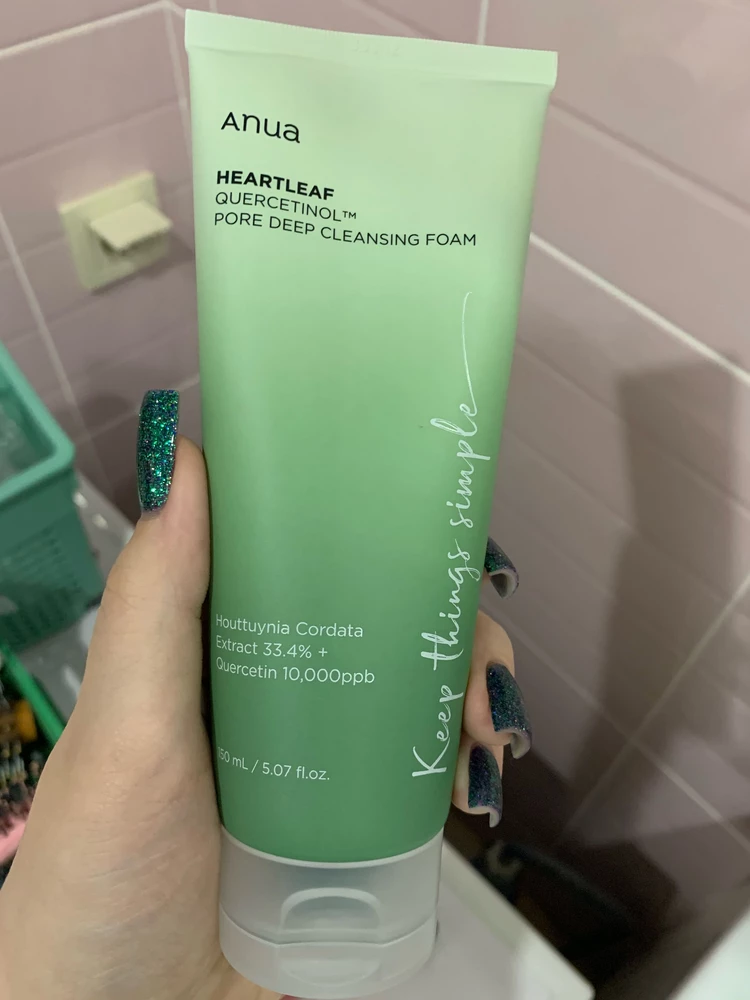 Anua
HEARTLEAF
QUERCETINOL™
PORE DEEP CLEANSING FOAM
Keep things simple
Houttuynia Cordata
Extract 33.4% +
Quercetin 10,000ppb
150 mL / 5.07 fl.oz.